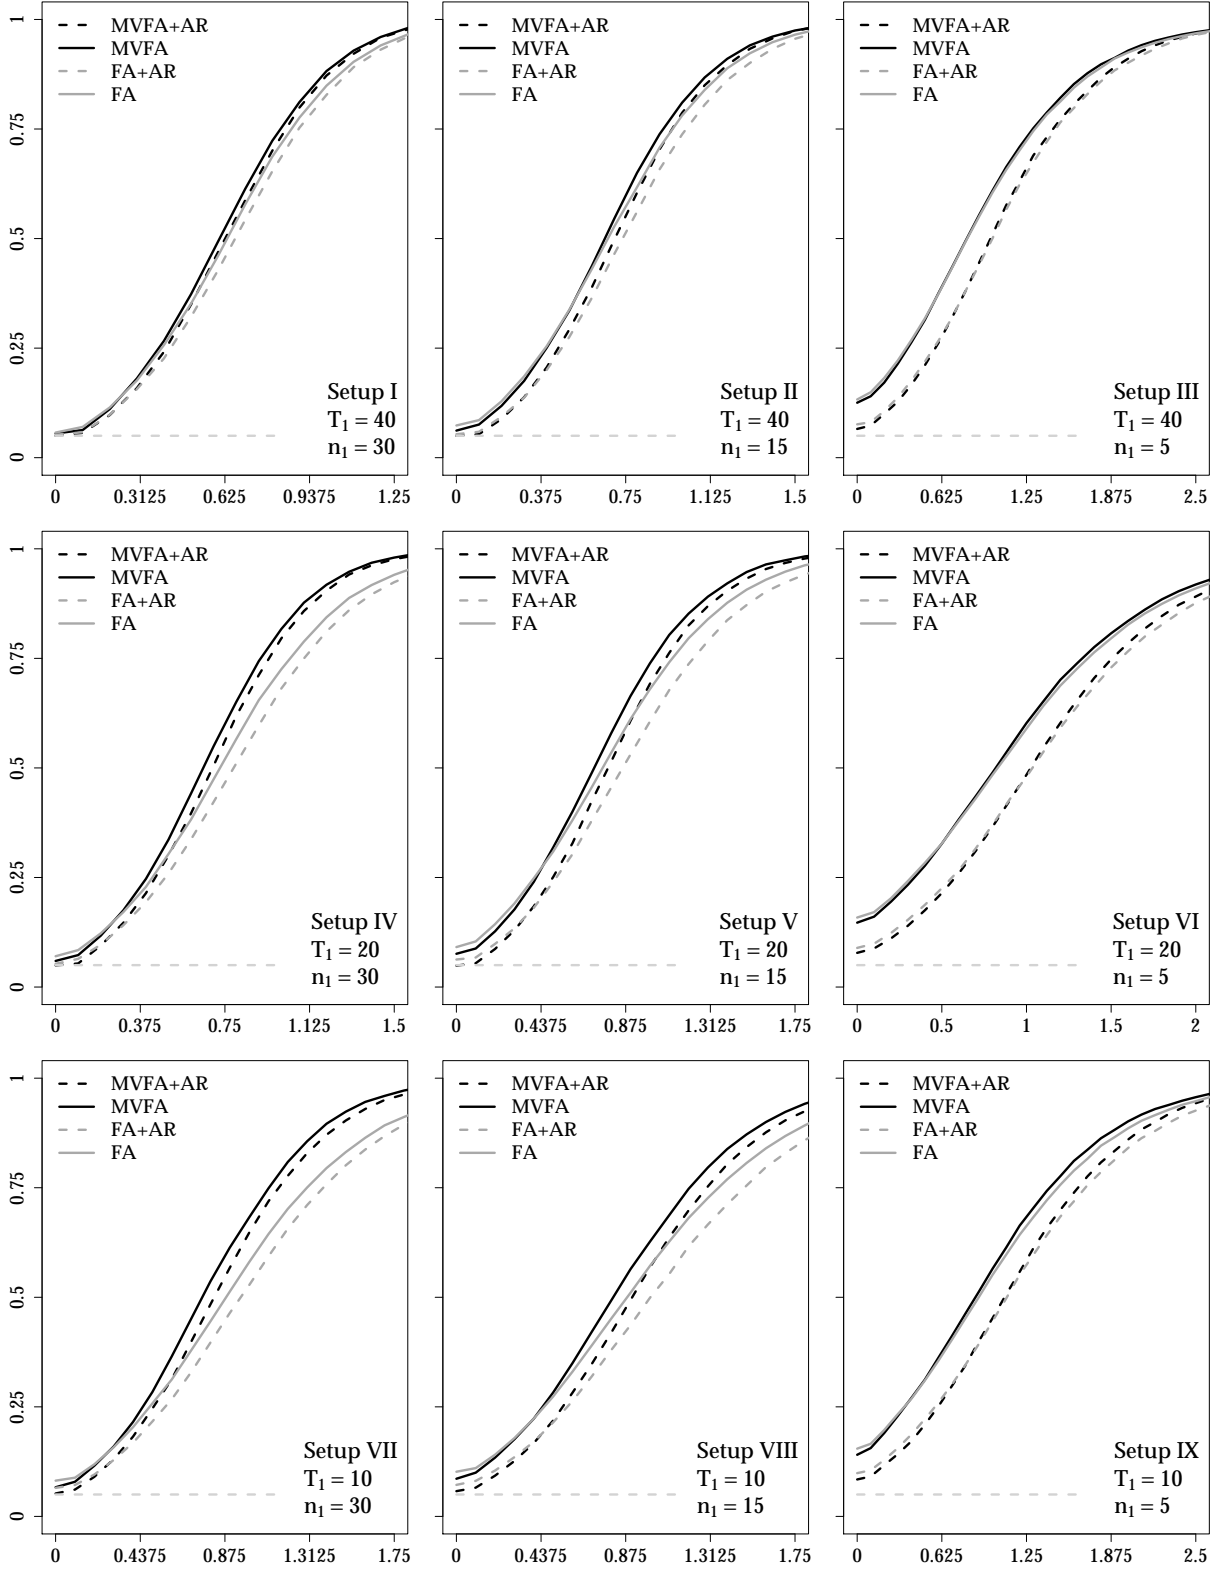 1
0.75
0.5
0.25
0
MVFA+AR
MVFA
FA+AR
FA
Setup I
T₁ = 40
n₁ = 30
0 0.3125 0.625 0.9375 1.25
MVFA+AR
MVFA
FA+AR
FA
Setup II
T₁ = 40
n₁ = 15
0 0.375 0.75 1.125 1.5
MVFA+AR
MVFA
FA+AR
FA
Setup III
T₁ = 40
n₁ = 5
0 0.625 1.25 1.875 2.5
1
0.75
0.5
0.25
0
MVFA+AR
MVFA
FA+AR
FA
Setup IV
T₁ = 20
n₁ = 30
0 0.375 0.75 1.125 1.5
MVFA+AR
MVFA
FA+AR
FA
Setup V
T₁ = 20
n₁ = 15
0 0.4375 0.875 1.3125 1.75
MVFA+AR
MVFA
FA+AR
FA
Setup VI
T₁ = 20
n₁ = 5
0 0.5 1 1.5 2
1
0.75
0.5
0.25
0
MVFA+AR
MVFA
FA+AR
FA
Setup VII
T₁ = 10
n₁ = 30
0 0.4375 0.875 1.3125 1.75
MVFA+AR
MVFA
FA+AR
FA
Setup VIII
T₁ = 10
n₁ = 15
0 0.4375 0.875 1.3125 1.75
MVFA+AR
MVFA
FA+AR
FA
Setup IX
T₁ = 10
n₁ = 5
0 0.625 1.25 1.875 2.5